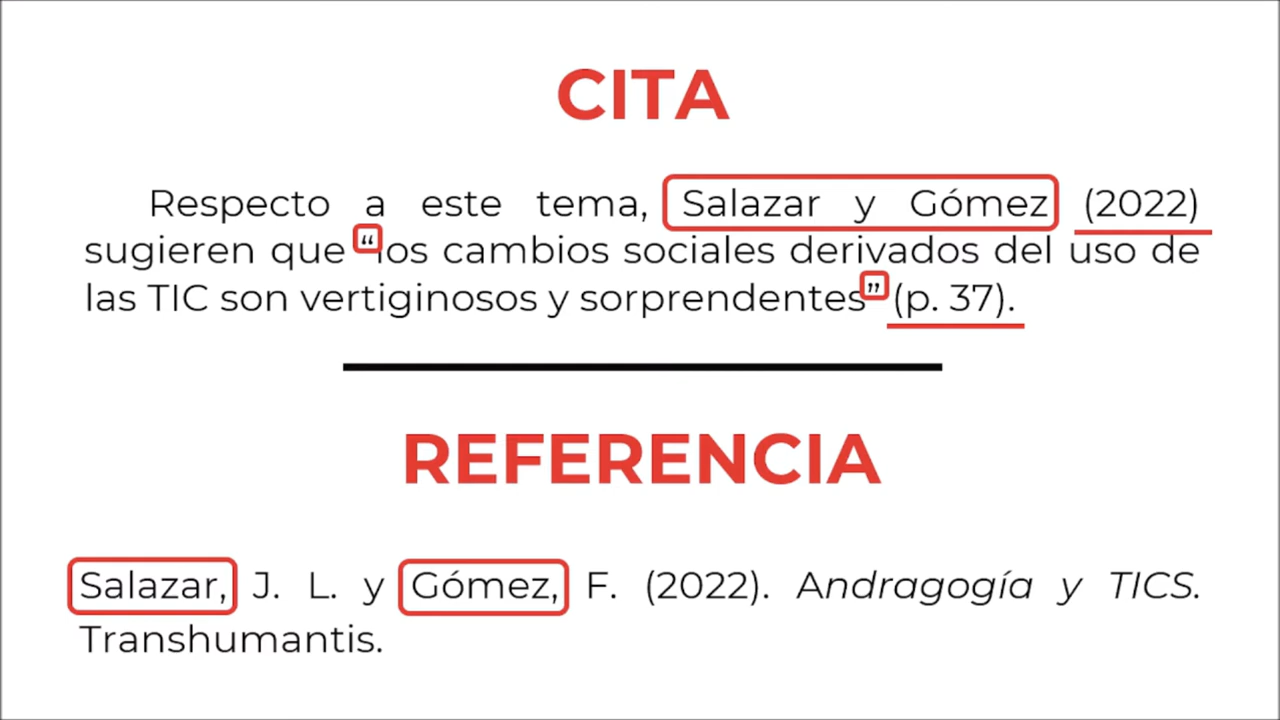 CITA
Respecto a este tema, Salazar y Gómez (2022)
sugieren que “los cambios sociales derivados del uso de
las TIC son vertiginosos y sorprendentes” (p. 37).
REFERENCIA
Salazar, J. L. y Gómez, F. (2022). Andragogía y TICS.
Transhumantis.